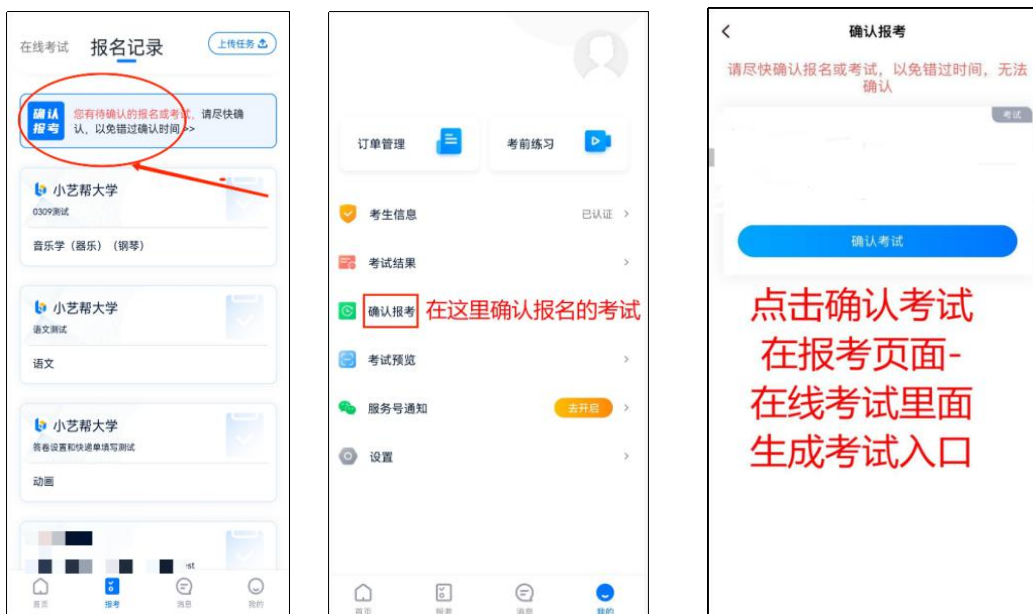 在线考试 报名记录 上传任务
确认
报考
您有待确认的报名或考试，请尽快确
认，以免错过确认时间>>
小艺帮大学
0309测试
音乐学（器乐）（钢琴）
小艺帮大学
语文测试
语文
小艺帮大学
答卷设置和快递单填写测试
动画
st
首页 报考 消息 我的
订单管理 考前练习
考生信息 已认证 >
考试结果 >
确认报考 在这里确认报名的考试
考试预览 >
服务号通知 去开启 >
设置 >
首页 报考 消息 我的
< 确认报考
请尽快确认报名或考试，以免错过时间，无法
确认
考试
确认考试
点击确认考试
在报考页面-
在线考试里面
生成考试入口